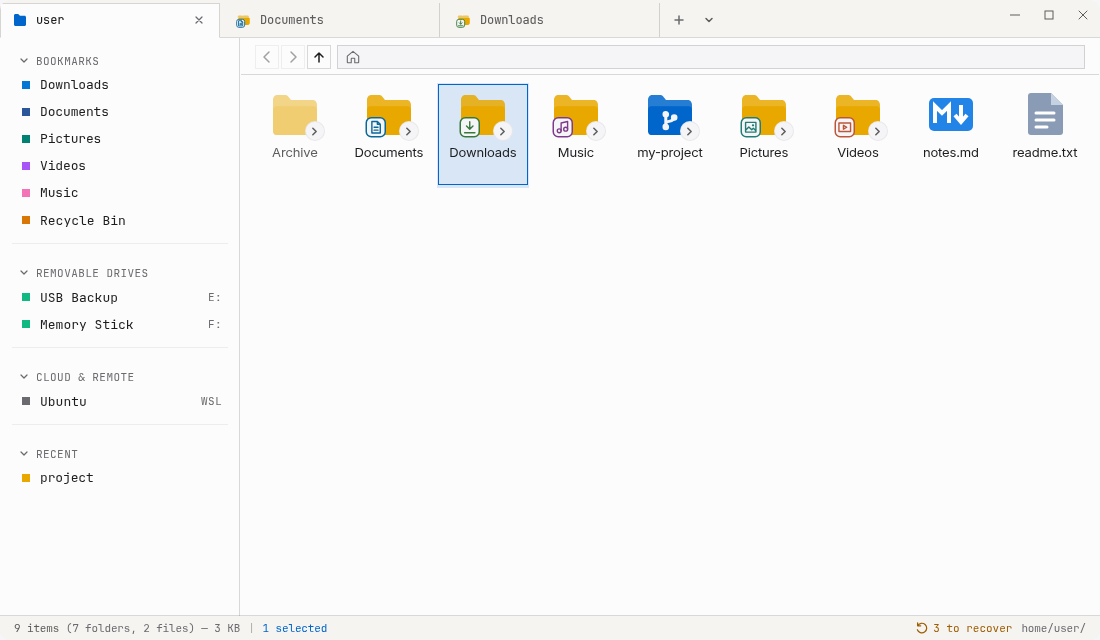 user
Documents
Downloads
BOOKMARKS
Downloads
Documents
Pictures
Videos
Music
Recycle Bin
REMOVABLE DRIVES
USB Backup E:
Memory Stick F:
CLOUD & REMOTE
Ubuntu WSL
RECENT
project
Archive
Documents
Downloads
Music
my-project
Pictures
Videos
notes.md
readme.txt
9 items (7 folders, 2 files) — 3 KB | 1 selected
3 to recover home/user/